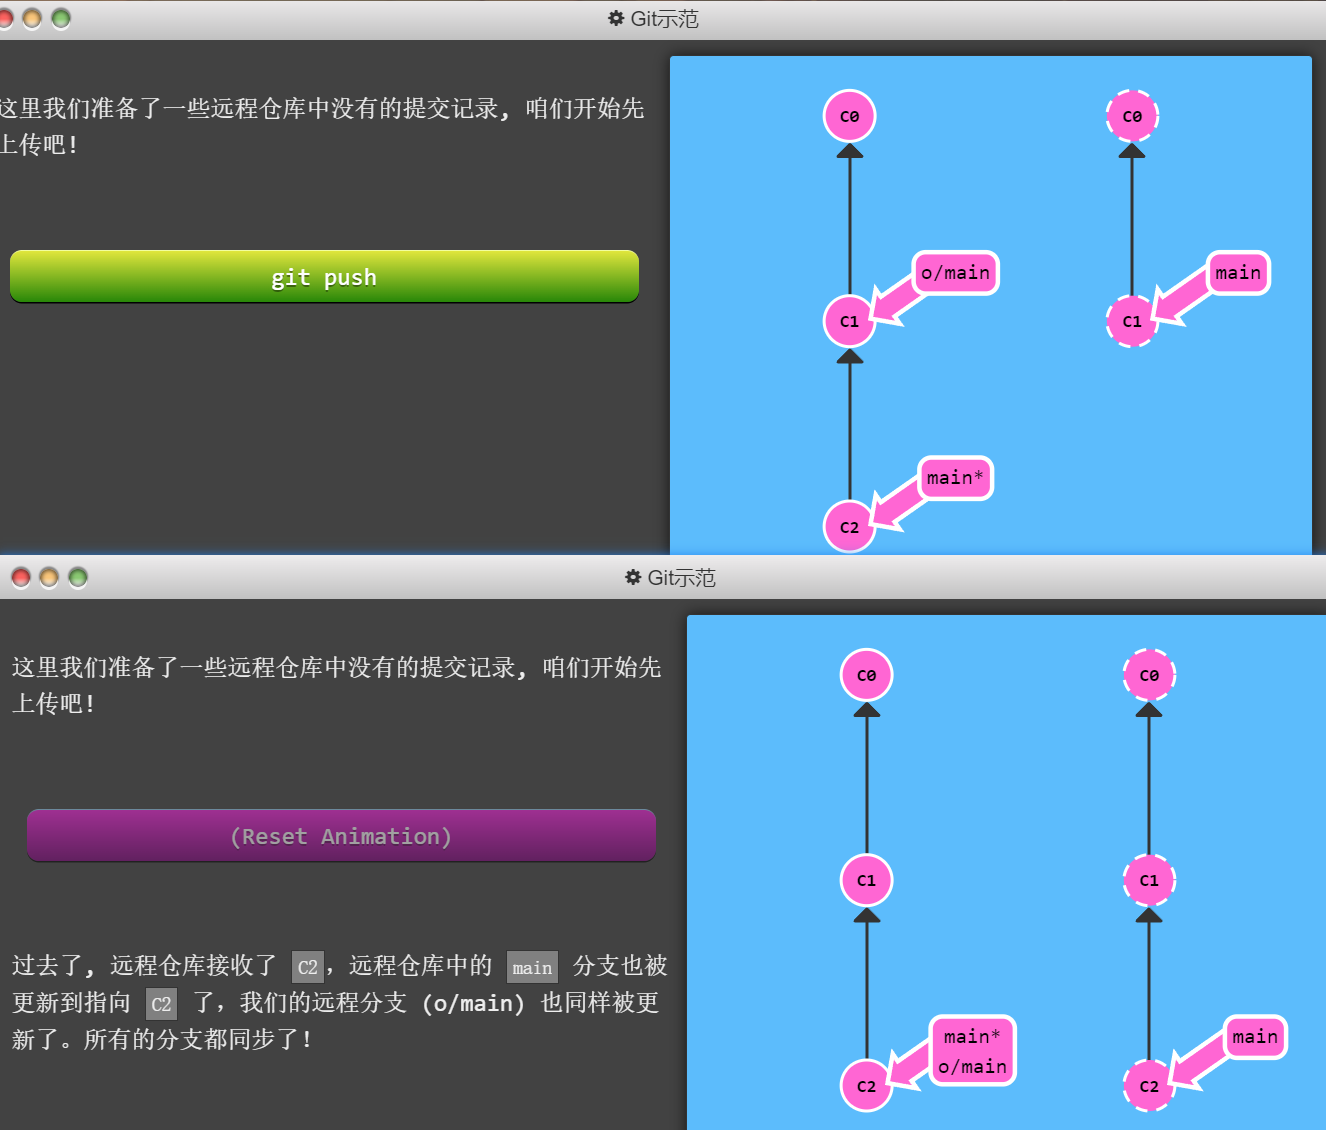 Git示范
这里我们准备了一些远程仓库中没有的提交记录, 咱们开始先
上传吧!
git push
C0
C0
o/main
main
C1
C1
main*
C2
Git示范
这里我们准备了一些远程仓库中没有的提交记录, 咱们开始先
上传吧!
(Reset Animation)
过去了, 远程仓库接收了 C2，远程仓库中的 main 分支也被
更新到指向 C2 了，我们的远程分支 (o/main) 也同样被更
新了。所有的分支都同步了!
C0
C0
C1
C1
main*
o/main
main
C2
C2